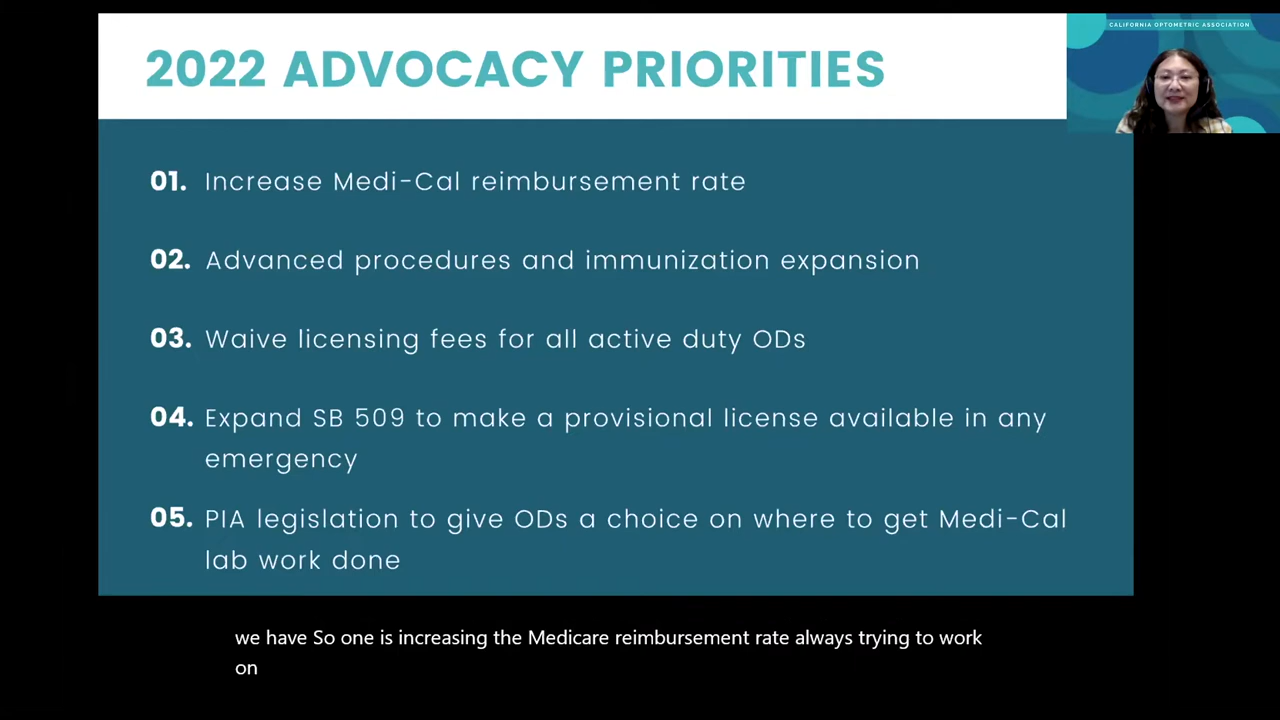 CALIFORNIA OPTOMETRIC ASSOCIATION
2022 ADVOCACY PRIORITIES
01. Increase Medi-Cal reimbursement rate
02. Advanced procedures and immunization expansion
03. Waive licensing fees for all active duty ODs
04. Expand SB 509 to make a provisional license available in any
emergency
05. PIA legislation to give ODs a choice on where to get Medi-Cal
lab work done
we have So one is increasing the Medicare reimbursement rate always trying to work
on